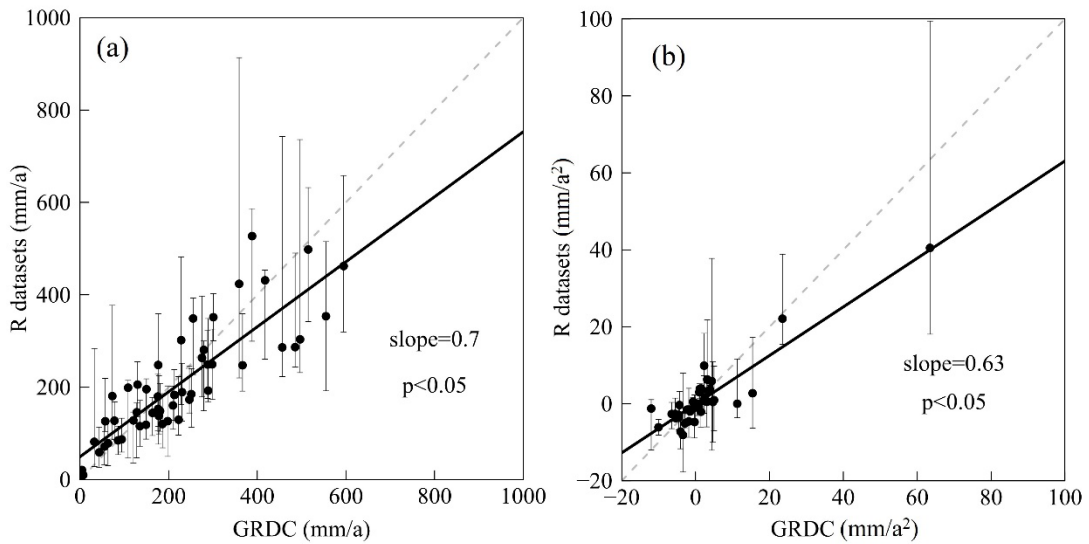 (a)
1000
800
600
400
200
0
R datasets (mm/a)
slope=0.7
p<0.05
0 200 400 600 800 1000
GRDC (mm/a)
(b)
100
80
60
40
20
0
−20
R datasets (mm/a²)
slope=0.63
p<0.05
−20 0 20 40 60 80 100
GRDC (mm/a²)